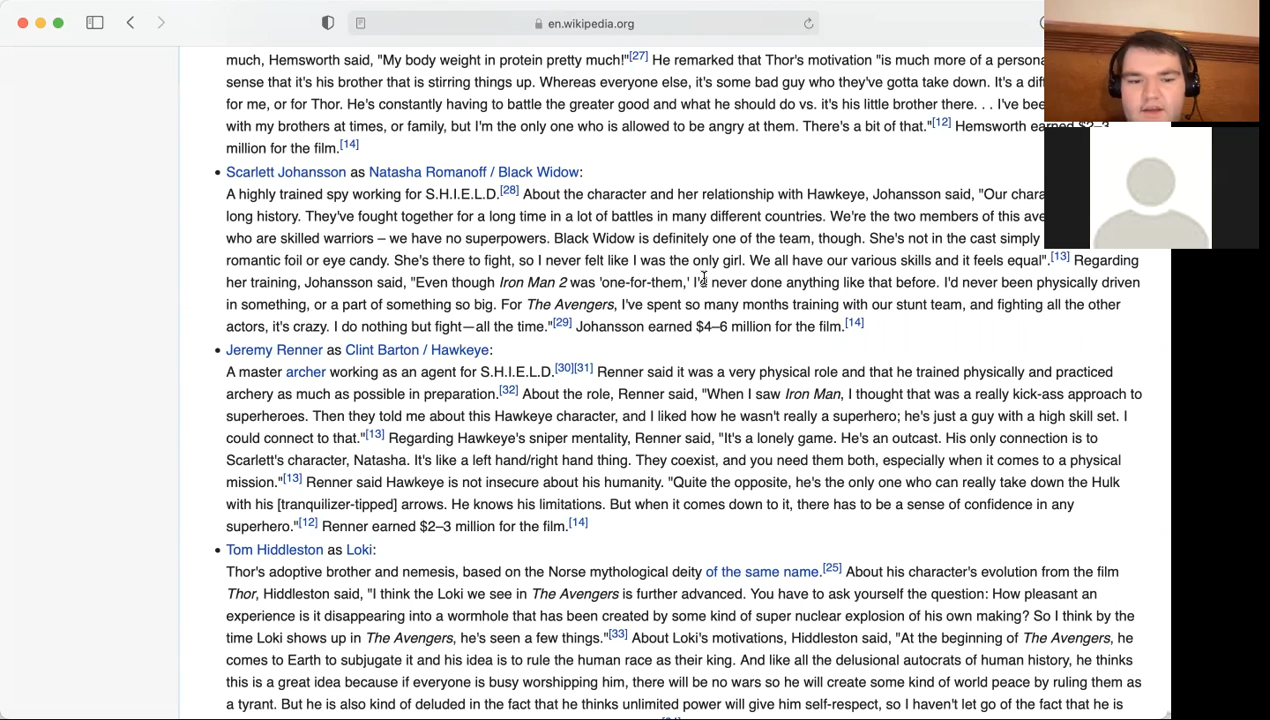 en.wikipedia.org
much, Hemsworth said, "My body weight in protein pretty much!"[27] He remarked that Thor's motivation "is much more of a persona
sense that it's his brother that is stirring things up. Whereas everyone else, it's some bad guy who they've gotta take down. It's a
for me, or for Thor. He's constantly having to battle the greater good and what he should do vs. it's his little brother there. . . I've
with my brothers at times, or family, but I'm the only one who is allowed to be angry at them. There's a bit of that."[12] Hemsworth earned $2–3
million for the film.[14]
• Scarlett Johansson as Natasha Romanoff / Black Widow:
A highly trained spy working for S.H.I.E.L.D.[28] About the character and her relationship with Hawkeye, Johansson said, "Our
long history. They've fought together for a long time in a lot of battles in many different countries. We're the two members of this
who are skilled warriors – we have no superpowers. Black Widow is definitely one of the team, though. She's not in the cast simply
romantic foil or eye candy. She's there to fight, so I never felt like I was the only girl. We all have our various skills and it feels equal".[13] Regarding
her training, Johansson said, "Even though Iron Man 2 was 'one-for-them,' I'd never done anything like that before. I'd never been physically driven
in something, or a part of something so big. For The Avengers, I've spent so many months training with our stunt team, and fighting all the other
actors, it's crazy. I do nothing but fight—all the time."[29] Johansson earned $4–6 million for the film.[14]
• Jeremy Renner as Clint Barton / Hawkeye:
A master archer working as an agent for S.H.I.E.L.D.[30][31] Renner said it was a very physical role and that he trained physically and practiced
archery as much as possible in preparation.[32] About the role, Renner said, "When I saw Iron Man, I thought that was a really kick-ass approach to
superheroes. Then they told me about this Hawkeye character, and I liked how he wasn't really a superhero; he's just a guy with a high skill set. I
could connect to that."[13] Regarding Hawkeye's sniper mentality, Renner said, "It's a lonely game. He's an outcast. His only connection is to
Scarlett's character, Natasha. It's like a left hand/right hand thing. They coexist, and you need them both, especially when it comes to a physical
mission."[13] Renner said Hawkeye is not insecure about his humanity. "Quite the opposite, he's the only one who can really take down the Hulk
with his [tranquilizer-tipped] arrows. He knows his limitations. But when it comes down to it, there has to be a sense of confidence in any
superhero."[12] Renner earned $2–3 million for the film.[14]
• Tom Hiddleston as Loki:
Thor's adoptive brother and nemesis, based on the Norse mythological deity of the same name.[25] About his character's evolution from the film
Thor, Hiddleston said, "I think the Loki we see in The Avengers is further advanced. You have to ask yourself the question: How pleasant an
experience is it disappearing into a wormhole that has been created by some kind of super nuclear explosion of his own making? So I think by the
time Loki shows up in The Avengers, he's seen a few things."[33] About Loki's motivations, Hiddleston said, "At the beginning of The Avengers, he
comes to Earth to subjugate it and his idea is to rule the human race as their king. And like all the delusional autocrats of human history, he thinks
this is a great idea because if everyone is busy worshipping him, there will be no wars so he will create some kind of world peace by ruling them as
a tyrant. But he is also kind of deluded in the fact that he thinks unlimited power will give him self-respect, so I haven't let go of the fact that he is